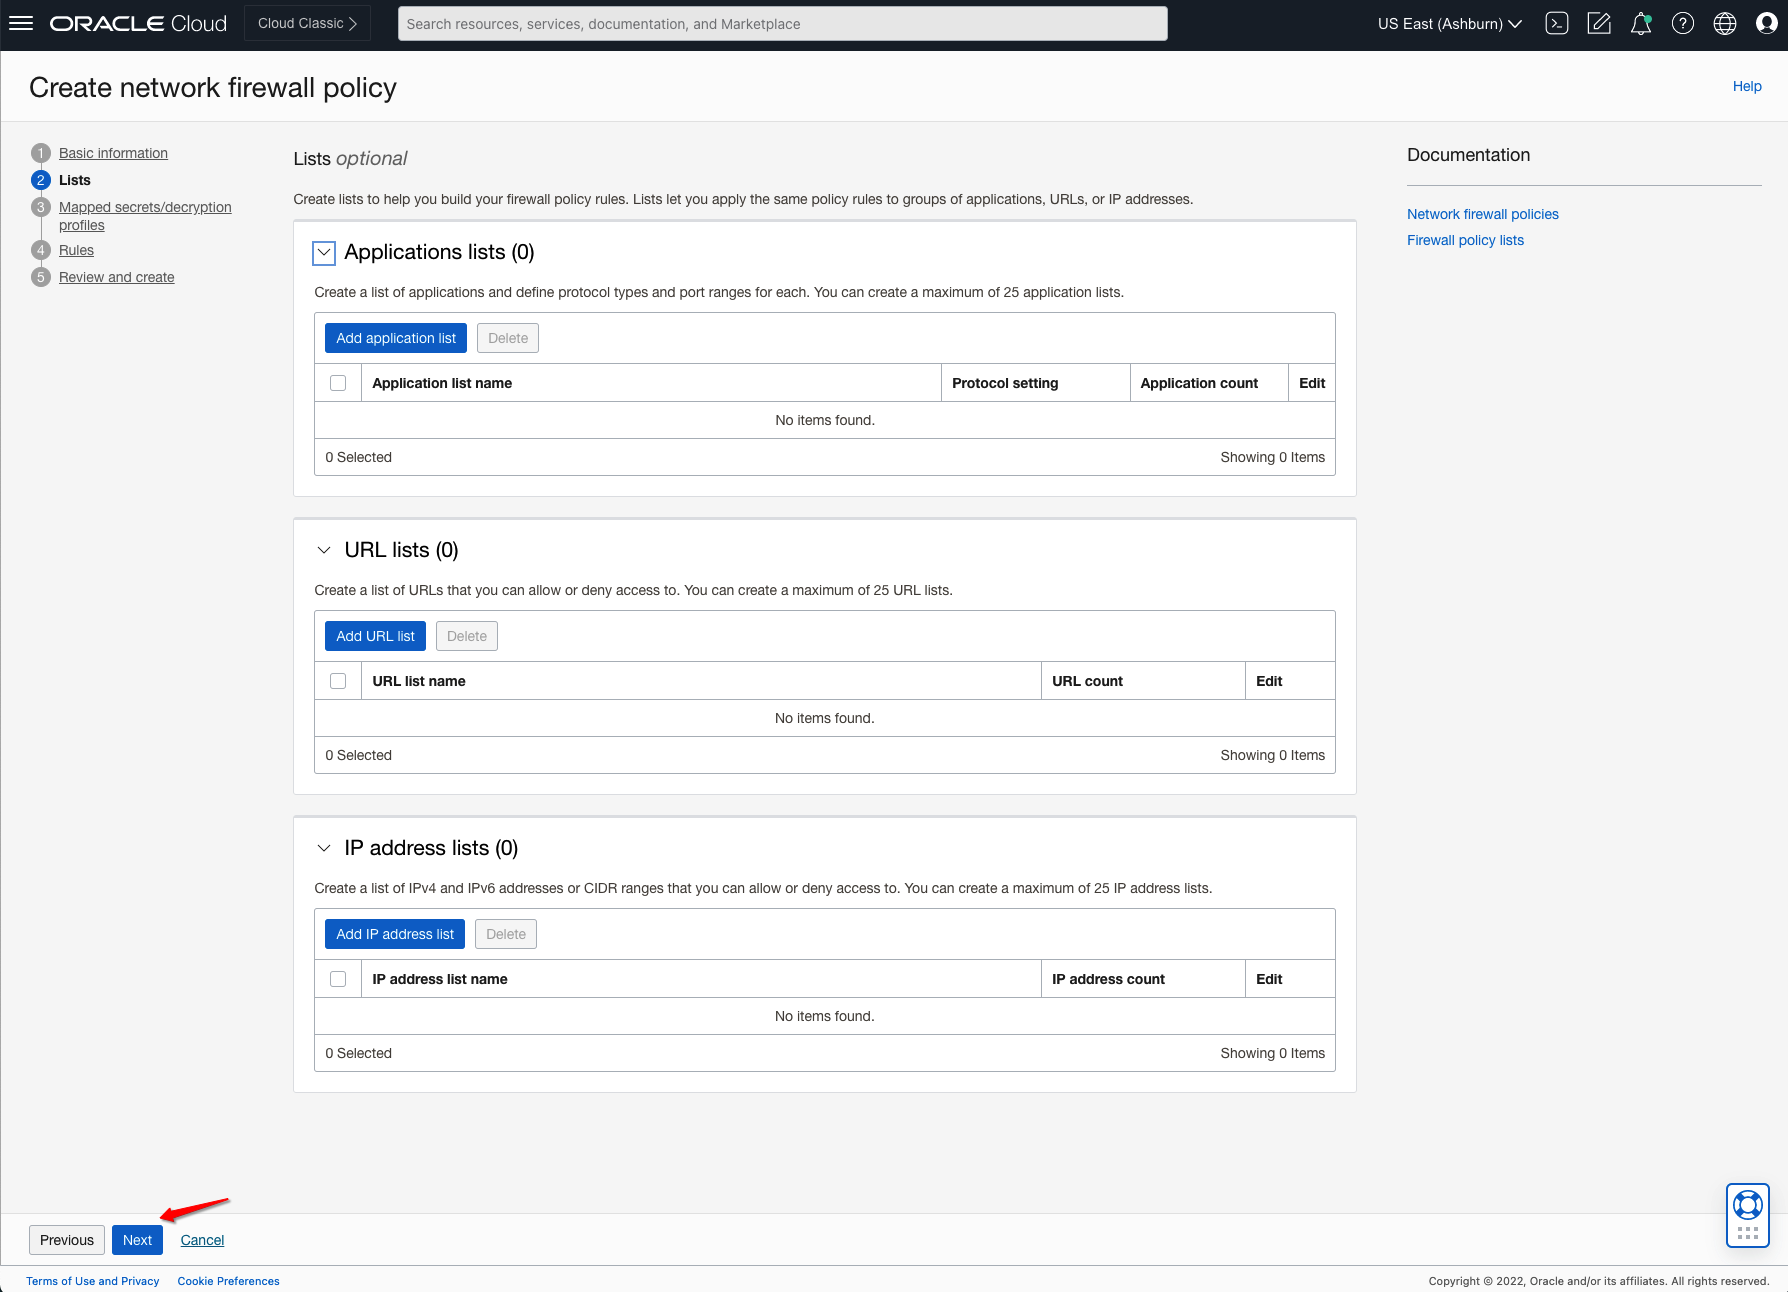 ORACLE Cloud
Cloud Classic
Search resources, services, documentation, and Marketplace
US East (Ashburn)
Create network firewall policy
Help
1 Basic information
2 Lists
3 Mapped secrets/decryption
profiles
4 Rules
5 Review and create
Lists optional
Create lists to help you build your firewall policy rules. Lists let you apply the same policy rules to groups of applications, URLs, or IP addresses.
Applications lists (0)
Create a list of applications and define protocol types and port ranges for each. You can create a maximum of 25 application lists.
Add application list Delete
Application list name Protocol setting Application count Edit
No items found.
0 Selected Showing 0 Items
URL lists (0)
Create a list of URLs that you can allow or deny access to. You can create a maximum of 25 URL lists.
Add URL list Delete
URL list name URL count Edit
No items found.
0 Selected Showing 0 Items
IP address lists (0)
Create a list of IPv4 and IPv6 addresses or CIDR ranges that you can allow or deny access to. You can create a maximum of 25 IP address lists.
Add IP address list Delete
IP address list name IP address count Edit
No items found.
0 Selected Showing 0 Items
Documentation
Network firewall policies
Firewall policy lists
Previous Next Cancel
Terms of Use and Privacy Cookie Preferences
Copyright © 2022, Oracle and/or its affiliates. All rights reserved.